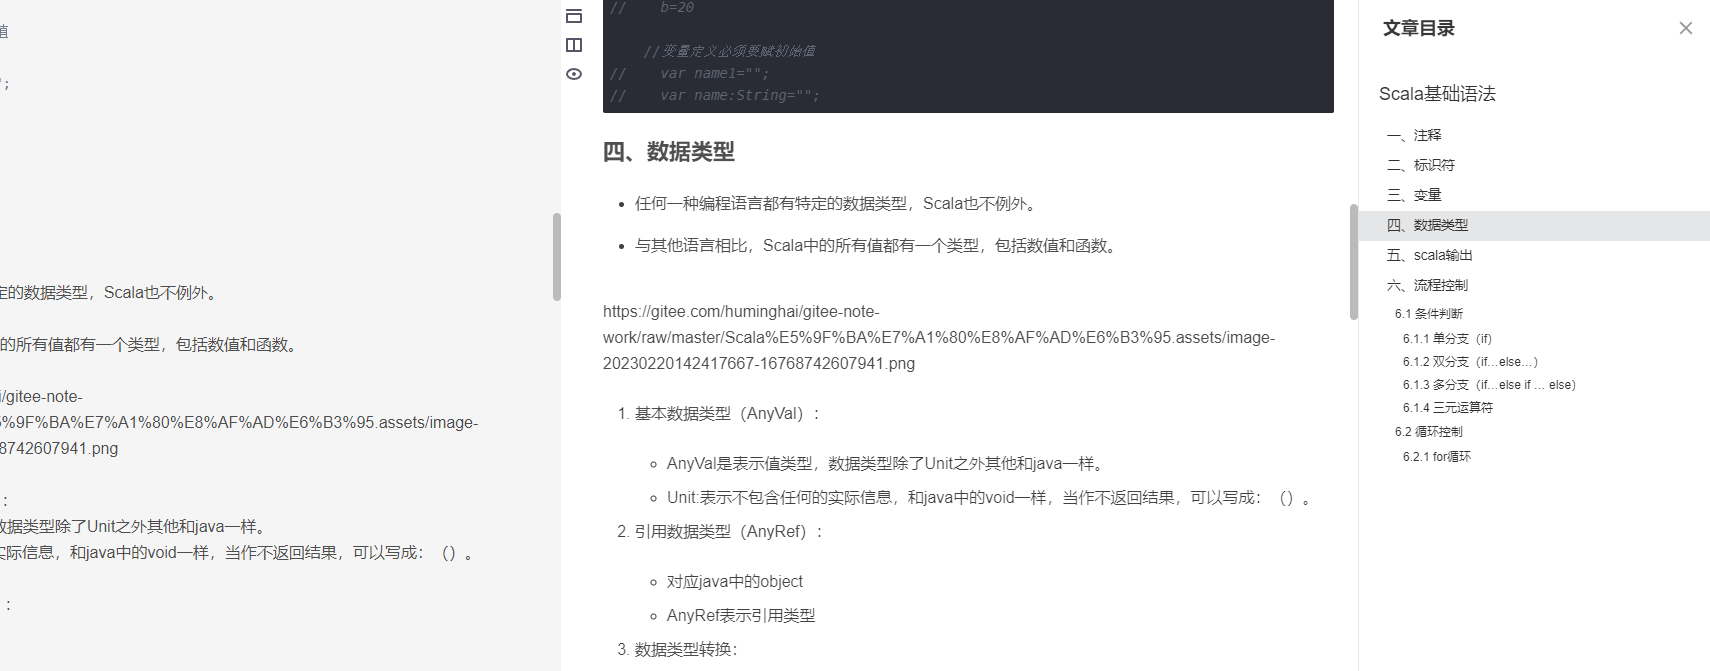 值
";
定的数据类型，Scala也不例外。
的所有值都有一个类型，包括数值和函数。
i/gitee-note-
5%9F%BA%E7%A1%80%E8%AF%AD%E6%B3%95.assets/image-
8742607941.png
：
数据类型除了Unit之外其他和java一样。
实际信息，和java中的void一样，当作不返回结果，可以写成：（）。
：
//    b=20
//变量定义必须要赋初始值
//    var name1="";
//    var name:String="";
四、数据类型
任何一种编程语言都有特定的数据类型，Scala也不例外。
与其他语言相比，Scala中的所有值都有一个类型，包括数值和函数。
https://gitee.com/huminghai/gitee-note-
work/raw/master/Scala%E5%9F%BA%E7%A1%80%E8%AF%AD%E6%B3%95.assets/image-
20230220142417667-16768742607941.png
1. 基本数据类型（AnyVal）：
AnyVal是表示值类型，数据类型除了Unit之外其他和java一样。
Unit:表示不包含任何的实际信息，和java中的void一样，当作不返回结果，可以写成：（）。
2. 引用数据类型（AnyRef）：
对应java中的object
AnyRef表示引用类型
3. 数据类型转换：
文章目录
Scala基础语法
一、注释
二、标识符
三、变量
四、数据类型
五、scala输出
六、流程控制
6.1 条件判断
6.1.1 单分支（if）
6.1.2 双分支（if…else…）
6.1.3 多分支（if…else if … else）
6.1.4 三元运算符
6.2 循环控制
6.2.1 for循环